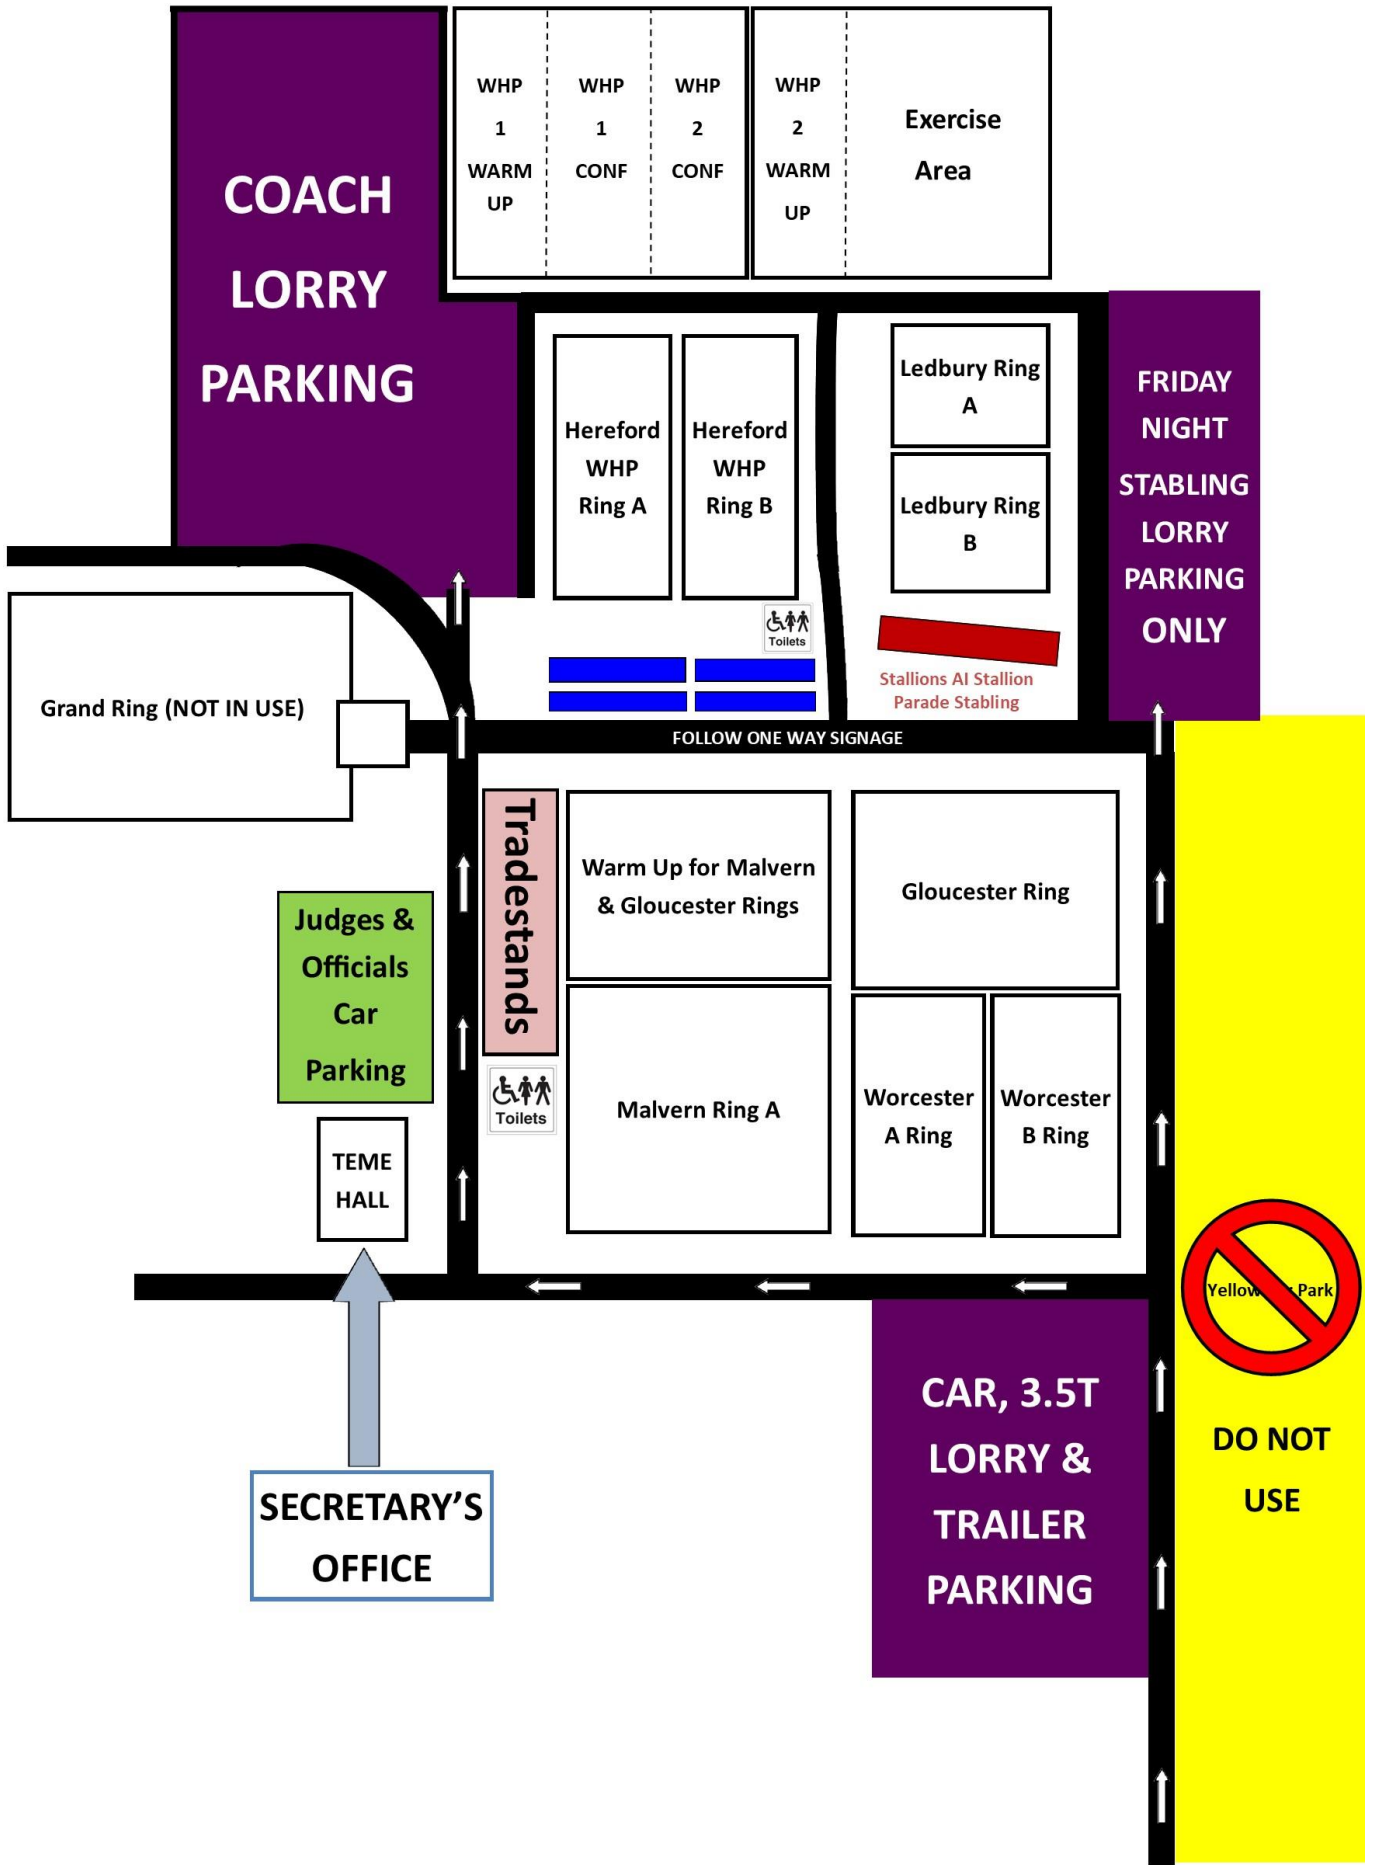 COACH
LORRY
PARKING
WHP
1
WARM
UP
WHP
1
CONF
WHP
2
CONF
WHP
2
WARM
UP
Exercise
Area
Hereford
WHP
Ring A
Hereford
WHP
Ring B
Ledbury Ring
A
Ledbury Ring
B
FRIDAY
NIGHT
STABLING
LORRY
PARKING
ONLY
Toilets
Stallions AI Stallion
Parade Stabling
Grand Ring (NOT IN USE)
FOLLOW ONE WAY SIGNAGE
Tradestands
Warm Up for Malvern
& Gloucester Rings
Gloucester Ring
Judges &
Officials
Car
Parking
Toilets
Malvern Ring A
Worcester
A Ring
Worcester
B Ring
TEME
HALL
Yellow Park
CAR, 3.5T
LORRY &
TRAILER
PARKING
DO NOT
USE
SECRETARY’S
OFFICE